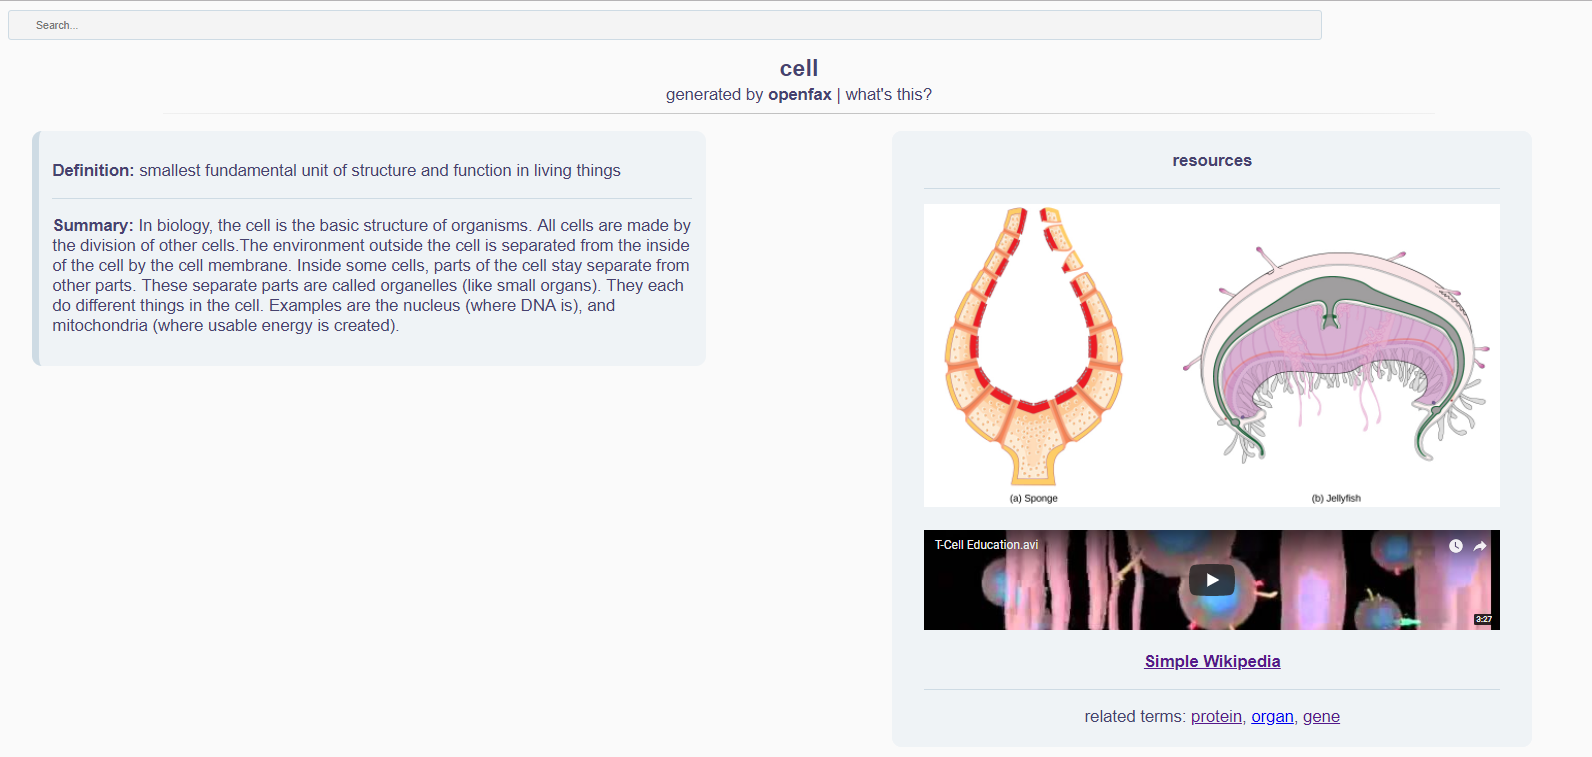 Search...
cell
generated by openfax | what's this?
Definition: smallest fundamental unit of structure and function in living things
Summary: In biology, the cell is the basic structure of organisms. All cells are made by
the division of other cells.The environment outside the cell is separated from the inside
of the cell by the cell membrane. Inside some cells, parts of the cell stay separate from
other parts. These separate parts are called organelles (like small organs). They each
do different things in the cell. Examples are the nucleus (where DNA is), and
mitochondria (where usable energy is created).
resources
(a) Sponge
(b) Jellyfish
T-Cell Education.avi
3:27
Simple Wikipedia
related terms: protein, organ, gene